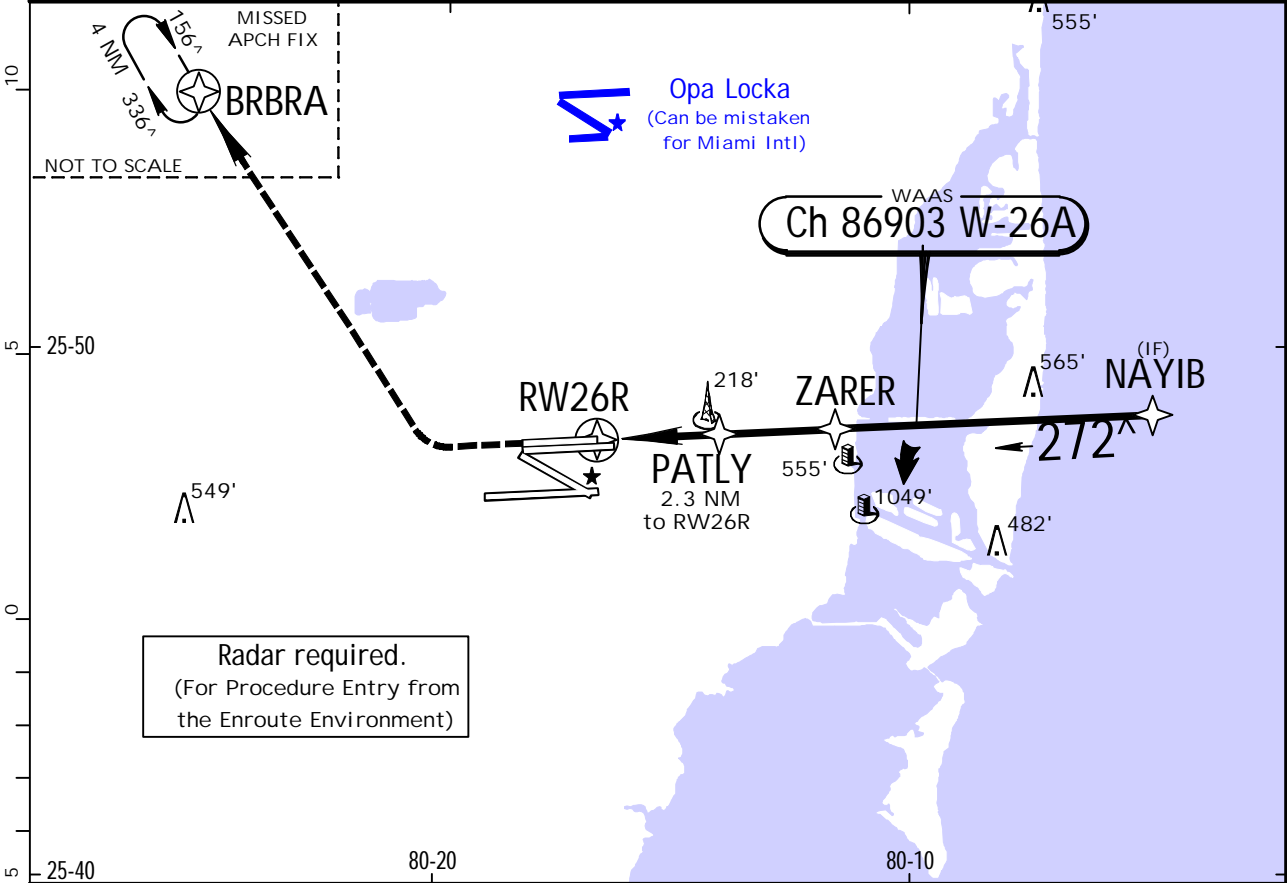 MISSED
APCH FIX
156^
4 NM
336^
BRBRA
NOT TO SCALE
555'
Opa Locka
(Can be mistaken
for Miami Intl)
WAAS
Ch 86903 W-26A
10
5
25-50
RW26R
218'
ZARER
565'
(IF)
NAYIB
272^
PATLY
2.3 NM
to RW26R
555'
1049'
549'
482'
0
Radar required.
(For Procedure Entry from
the Enroute Environment)
5
25-40
80-20
80-10